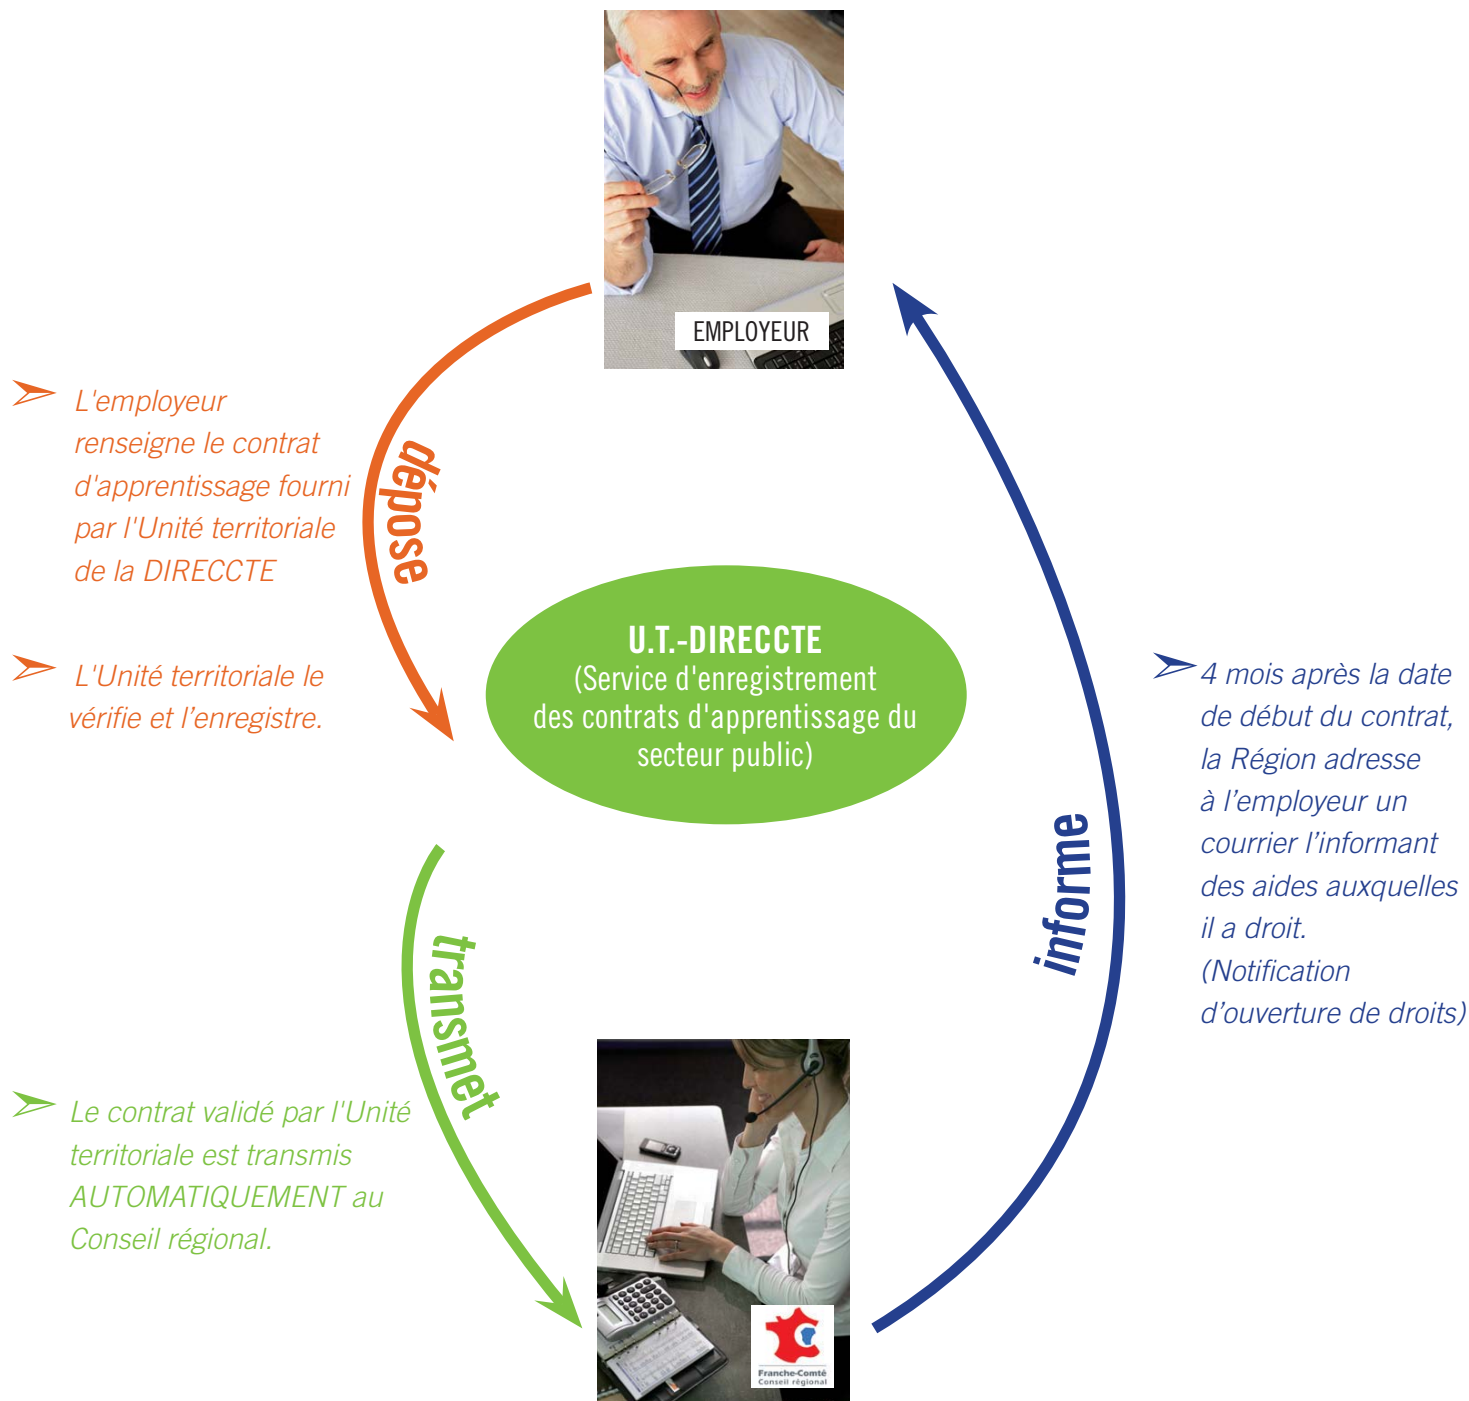 EMPLOYEUR
L'employeur
renseigne le contrat
d'apprentissage fourni
par l'Unité territoriale
de la DIRECCTE
dépose
L'Unité territoriale le
vérifie et l’enregistre.
U.T.-DIRECCTE
(Service d'enregistrement
des contrats d'apprentissage du
secteur public)
transmet
Le contrat validé par l'Unité
territoriale est transmis
AUTOMATIQUEMENT au
Conseil régional.
Franche-Comté
Conseil régional
informe
4 mois après la date
de début du contrat,
la Région adresse
à l’employeur un
courrier l’informant
des aides auxquelles
il a droit.
(Notification
d’ouverture de droits)